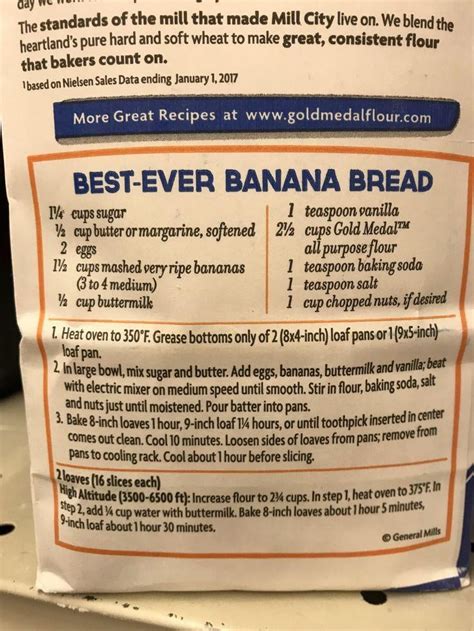 The standards of the mill that made Mill City live on. We blend the
heartland's pure hard and soft wheat to make great, consistent flour
that bakers count on.
1 based on Nielsen Sales Data ending January 1, 2017
More Great Recipes at www.goldmedalflour.com
BEST-EVER BANANA BREAD
1¼ cups sugar
½ cup butter or margarine, softened
2 eggs
1½ cups mashed very ripe bananas
(3 to 4 medium)
½ cup buttermilk
1 teaspoon vanilla
2½ cups Gold Medal™
all purpose flour
1 teaspoon baking soda
1 teaspoon salt
1 cup chopped nuts, if desired
1. Heat oven to 350°F. Grease bottoms only of 2 (8x4-inch) loaf pans or 1 (9x5-inch)
loaf pan.
2. In large bowl, mix sugar and butter. Add eggs, bananas, buttermilk and vanilla; beat
with electric mixer on medium speed until smooth. Stir in flour, baking soda, salt
and nuts just until moistened. Pour batter into pans.
3. Bake 8-inch loaves 1 hour, 9-inch loaf 1¼ hours, or until toothpick inserted in center
comes out clean. Cool 10 minutes. Loosen sides of loaves from pans; remove from
pans to cooling rack. Cool about 1 hour before slicing.
2 loaves (16 slices each)
High Altitude (3500-6500 ft): Increase flour to 2¾ cups. In step 1, heat oven to 375°F. In
step 2, add ¼ cup water with buttermilk. Bake 8-inch loaves about 1 hour 5 minutes,
9-inch loaf about 1 hour 30 minutes.
© General Mills